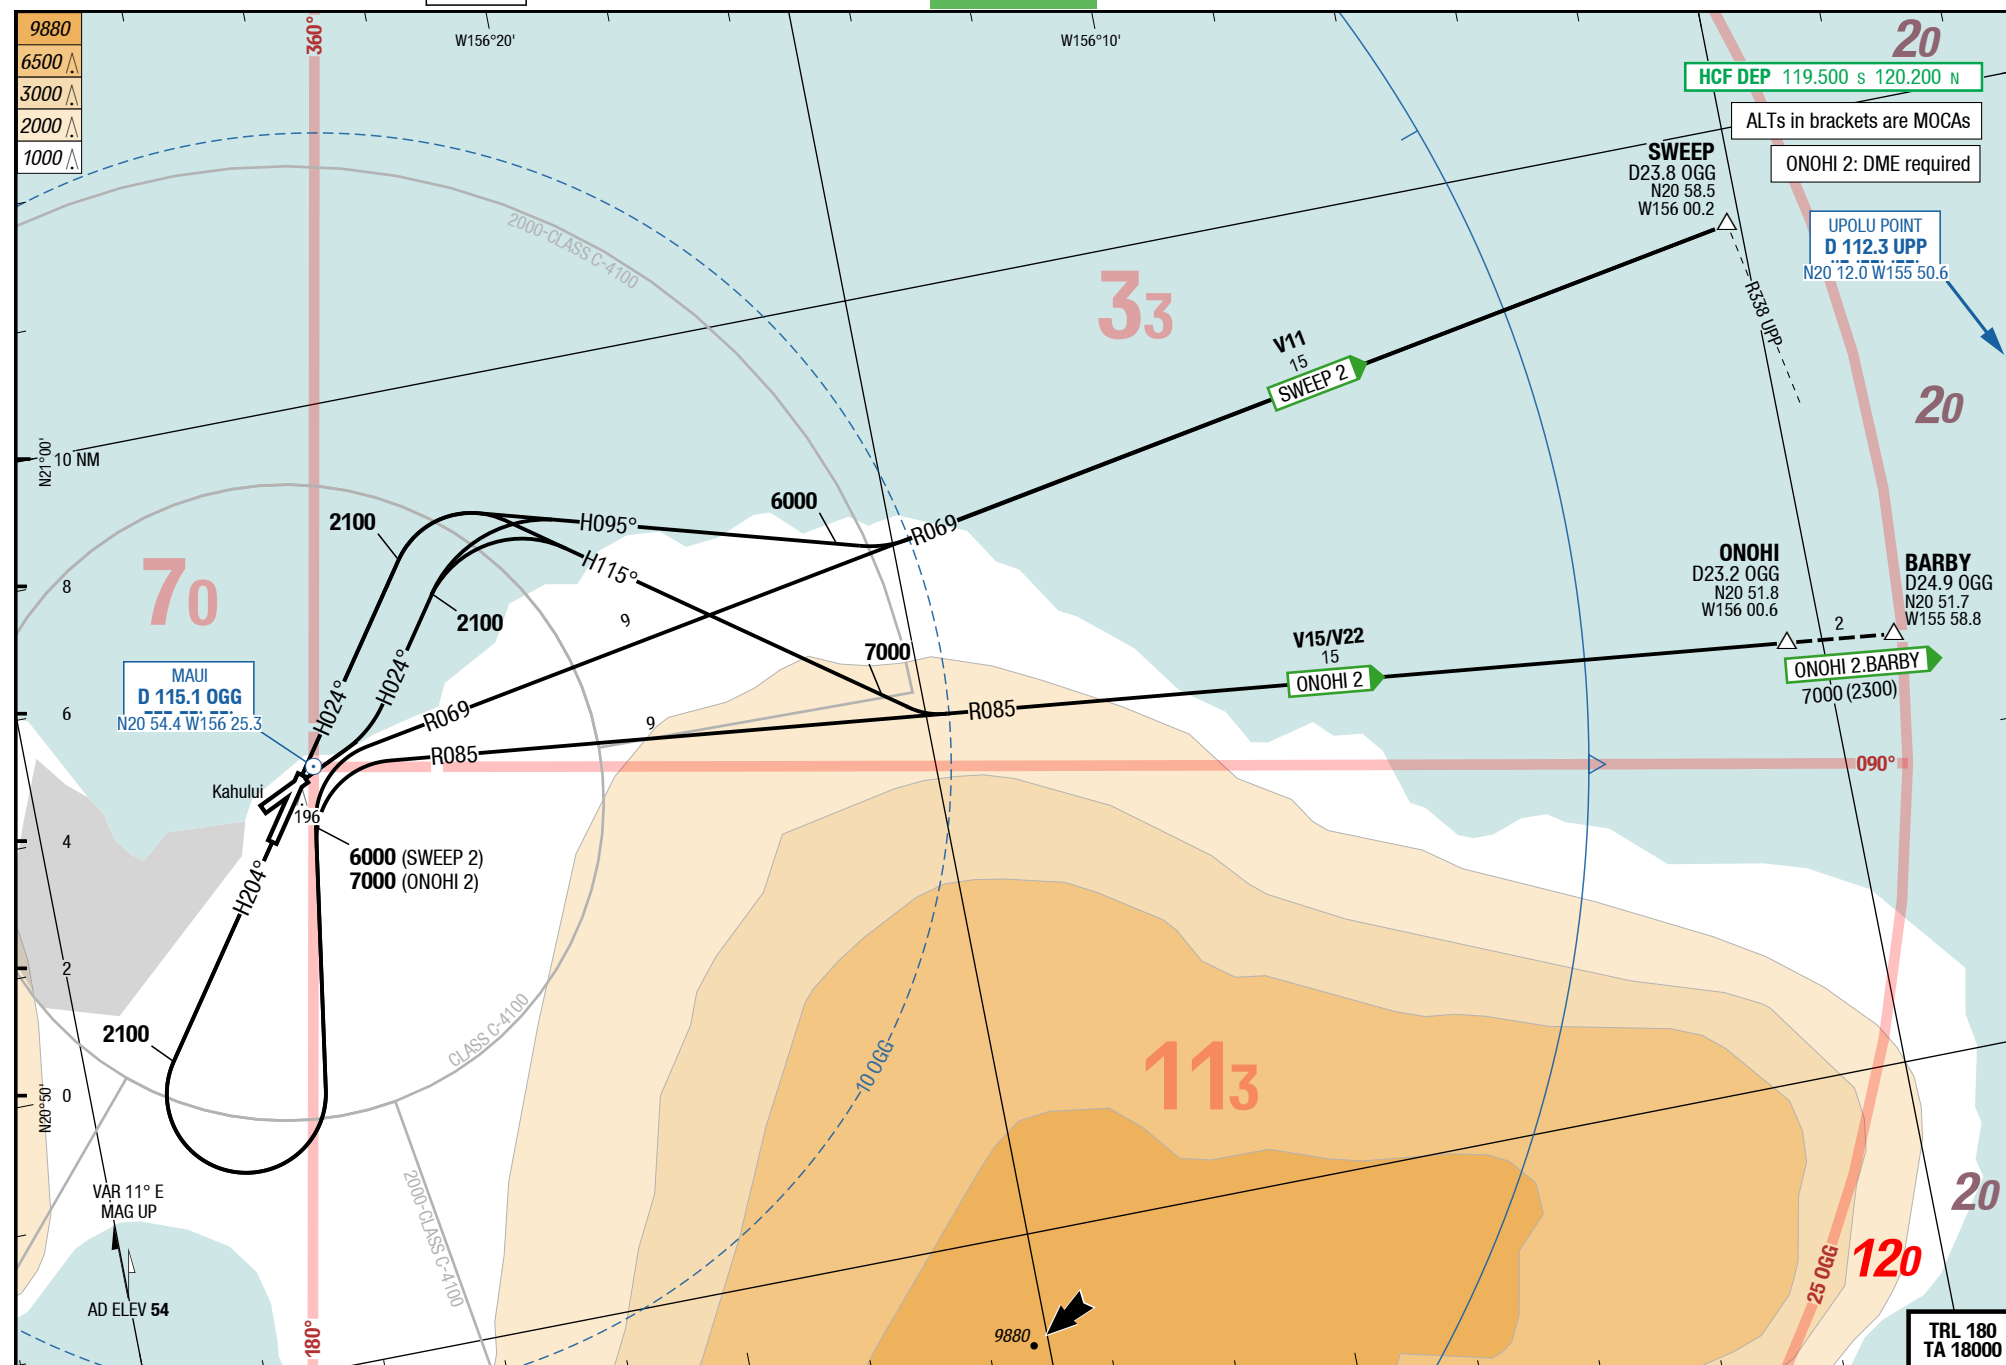 9880
6500
3000
2000
1000
360°
W156°20'
W156°10'
20
HCF DEP 119.500 S 120.200 N
ALTs in brackets are MOCAs
ONOHI 2: DME required
SWEEP
D23.8 OGG
N20 58.5
W156 00.2
UPOLU POINT
D 112.3 UPP
N20 12.0 W155 50.6
R338 UPP
2000-CLASS C-4100
33
V11
15
SWEEP 2
20
N21°00'
10 NM
2100
H095°
6000
R069
H115°
70
8
2100
9
ONOHI
D23.2 OGG
N20 51.8
W156 00.6
BARBY
D24.9 OGG
N20 51.7
W155 58.8
2
V15/V22
15
ONOHI 2
ONOHI 2.BARBY
7000 (2300)
7000
MAUI
D 115.1 OGG
N20 54.4 W156 25.3
H024°
H024°
6
R069
R085
9
R085
090°
Kahului
196
4
6000 (SWEEP 2)
7000 (ONOHI 2)
H204°
2
2100
CLASS C-4100
10 OGG
113
N20°50'
0
2000-CLASS C-4100
VAR 11° E
MAG UP
AD ELEV 54
20
120
25 OGG
180°
9880
TRL 180
TA 18000